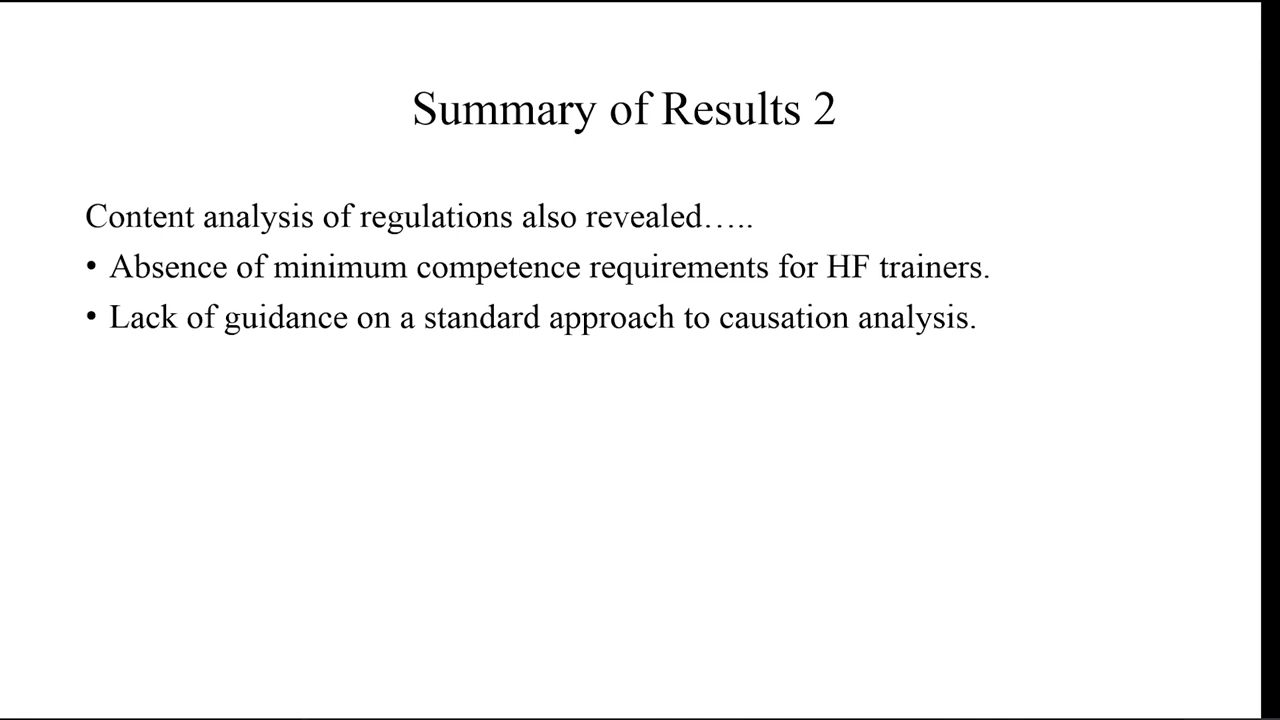 Summary of Results 2
Content analysis of regulations also revealed…..
• Absence of minimum competence requirements for HF trainers.
• Lack of guidance on a standard approach to causation analysis.